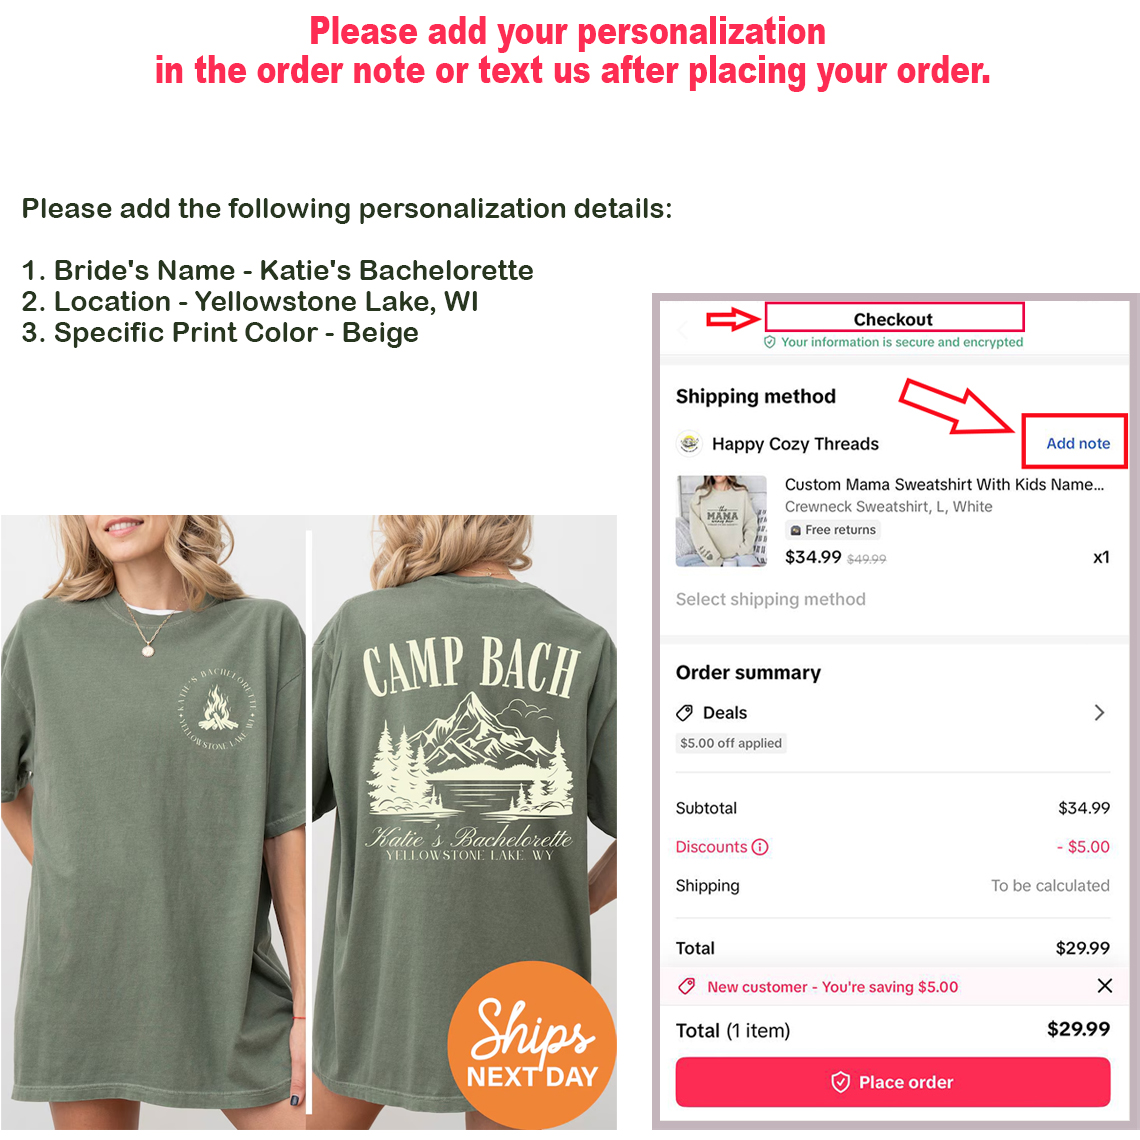 Please add your personalization
in the order note or text us after placing your order.
Please add the following personalization details:
1. Bride's Name - Katie's Bachelorette
2. Location - Yellowstone Lake, WI
3. Specific Print Color - Beige
KATIE'S BACHELORETTE
YELLOWSTONE LAKE WI
CAMP BACH
Katie's Bachelorette
YELLOWSTONE LAKE WY
Ships
NEXT DAY
Checkout
Your information is secure and encrypted
Shipping method
Happy Cozy Threads
Add note
MAMA
Custom Mama Sweatshirt With Kids Name...
Crewneck Sweatshirt, L, White
Free returns
$34.99 $49.99
x1
Select shipping method
Order summary
Deals
$5.00 off applied
Subtotal
$34.99
Discounts
- $5.00
Shipping
To be calculated
Total
$29.99
New customer - You're saving $5.00
Total (1 item)
$29.99
Place order